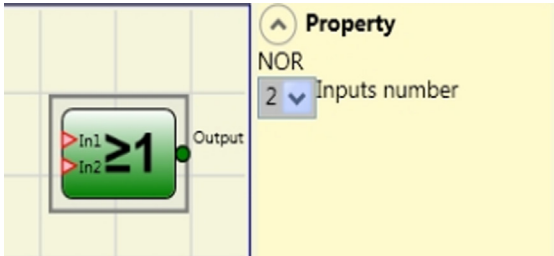 In1
In2
≥1
Output
Property
NOR
2 Inputs number